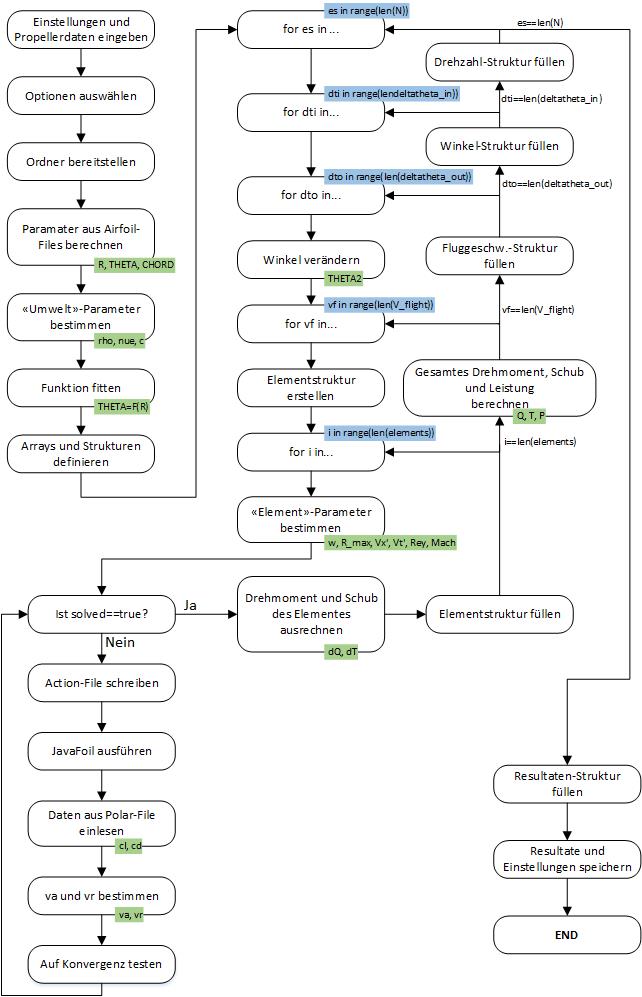 Einstellungen und
Propellerdaten eingeben
Optionen auswählen
Ordner bereitstellen
Paramater aus Airfoil-
Files berechnen
R, THETA, CHORD
«Umwelt»-Parameter
bestimmen
rho, nue, c
Funktion fitten
THETA=F(R)
Arrays und Strukturen
definieren
es in range(len(N))
for es in...
dti in range(lendeltatheta_in))
for dti in...
dto in range(len(deltatheta_out))
for dto in...
Winkel verändern
THETA2
vf in range(len(V_flight))
for vf in...
Elementstruktur
erstellen
i in range(len(elements))
for i in...
«Element»-Parameter
bestimmen
w, R_max, Vx', Vt', Rey, Mach
Ist solved==true?
Ja
Nein
Drehmoment und Schub
des Elementes
ausrechnen
dQ, dT
Elementstruktur füllen
i==len(elements)
Gesamtes Drehmoment, Schub
und Leistung
berechnen
Q, T, P
vf==len(V_flight)
Fluggeschw.-Struktur
füllen
dto==len(deltatheta_out)
Winkel-Struktur füllen
dti==len(deltatheta_in)
Drehzahl-Struktur füllen
es==len(N)
Action-File schreiben
JavaFoil ausführen
Daten aus Polar-File
einlesen
cl, cd
va und vr bestimmen
va, vr
Auf Konvergenz testen
Resultaten-Struktur
füllen
Resultate und
Einstellungen speichern
END